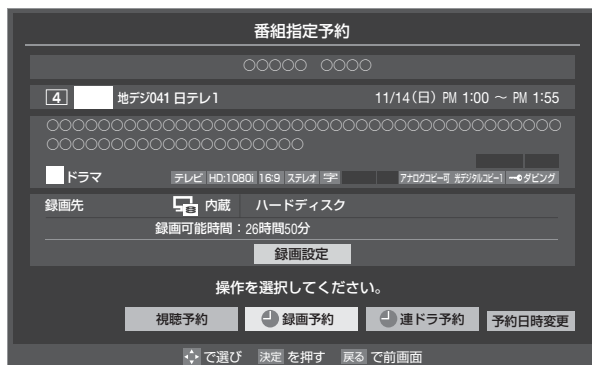 番組指定予約
○○○○○ ○○○○
4 地デジ041 日テレ1 11/14(日) PM 1:00 ～ PM 1:55
○○○○○○○○○○○○○○○○○○○○○○○○○○○○○○
○○○○○○○○○○○○○○○
ドラマ テレビ HD:1080i 16:9 ステレオ 字 アナログコピー可 光デジタルコピー1 ダビング
録画先 内蔵 ハードディスク
録画可能時間：26時間50分
録画設定
操作を選択してください。
視聴予約 録画予約 連ドラ予約 予約日時変更
で選び 決定 を押す 戻る で前画面